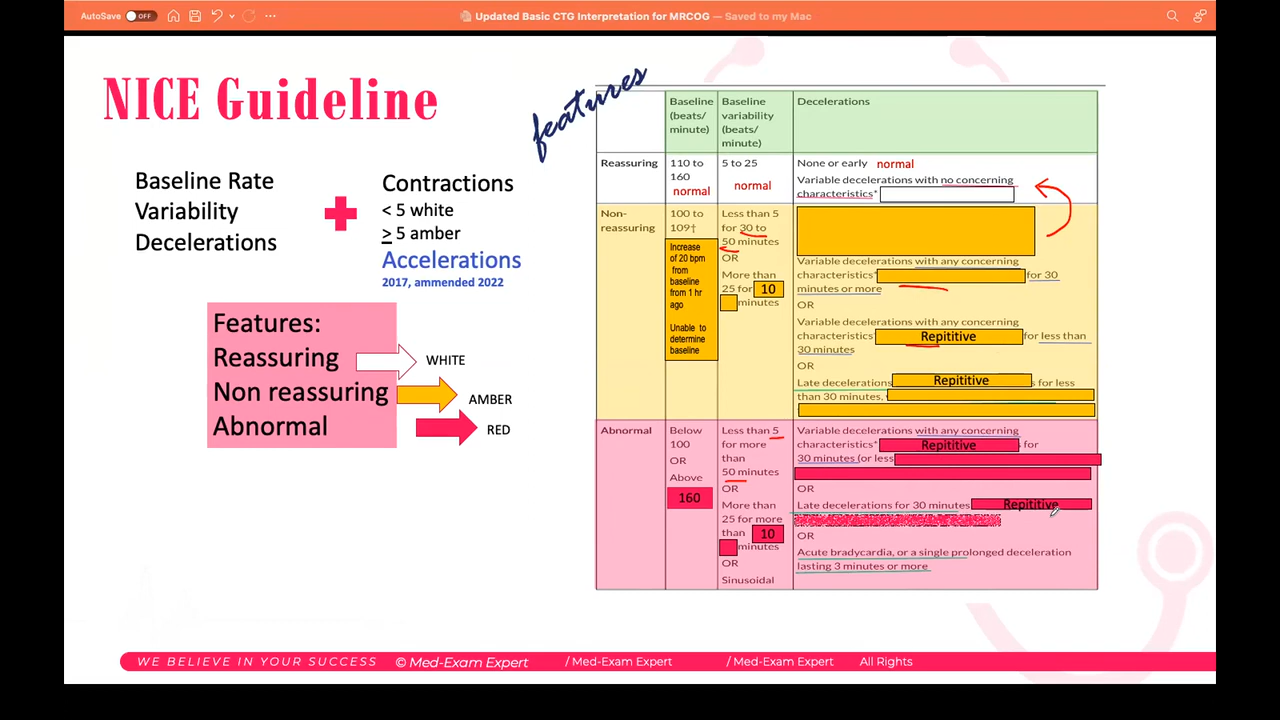 AutoSave OFF
Updated Basic CTG Interpretation for MRCOG — Saved to my Mac
NICE Guideline
Baseline Rate
Variability
Decelerations
Contractions
< 5 white
≥ 5 amber
Accelerations
2017, ammended 2022
Features:
Reassuring
Non reassuring
Abnormal
WHITE
AMBER
RED
features
Baseline
(beats/
minute)
Baseline
variability
(beats/
minute)
Decelerations
Reassuring
110 to
160
normal
5 to 25
normal
None or early normal
Variable decelerations with no concerning
characteristics*
Non-
reassuring
100 to
109†
Increase
of 20 bpm
from
baseline
from 1 hr
ago
Unable to
determine
baseline
Less than 5
for 30 to
50 minutes
OR
More than
25 for 10
minutes
Variable decelerations with any concerning
characteristics* for 30
minutes or more
OR
Variable decelerations with any concerning
characteristics* Repititive for less than
30 minutes
OR
Late decelerations Repititive s for less
than 30 minutes,
Abnormal
Below
100
OR
Above
160
Less than 5
for more
than
50 minutes
OR
More than
25 for more
than 10
minutes
OR
Sinusoidal
Variable decelerations with any concerning
characteristics* Repititive for
30 minutes (or less
OR
Late decelerations for 30 minutes Repititive
OR
Acute bradycardia, or a single prolonged deceleration
lasting 3 minutes or more
WE BELIEVE IN YOUR SUCCESS © Med-Exam Expert / Med-Exam Expert / Med-Exam Expert All Rights